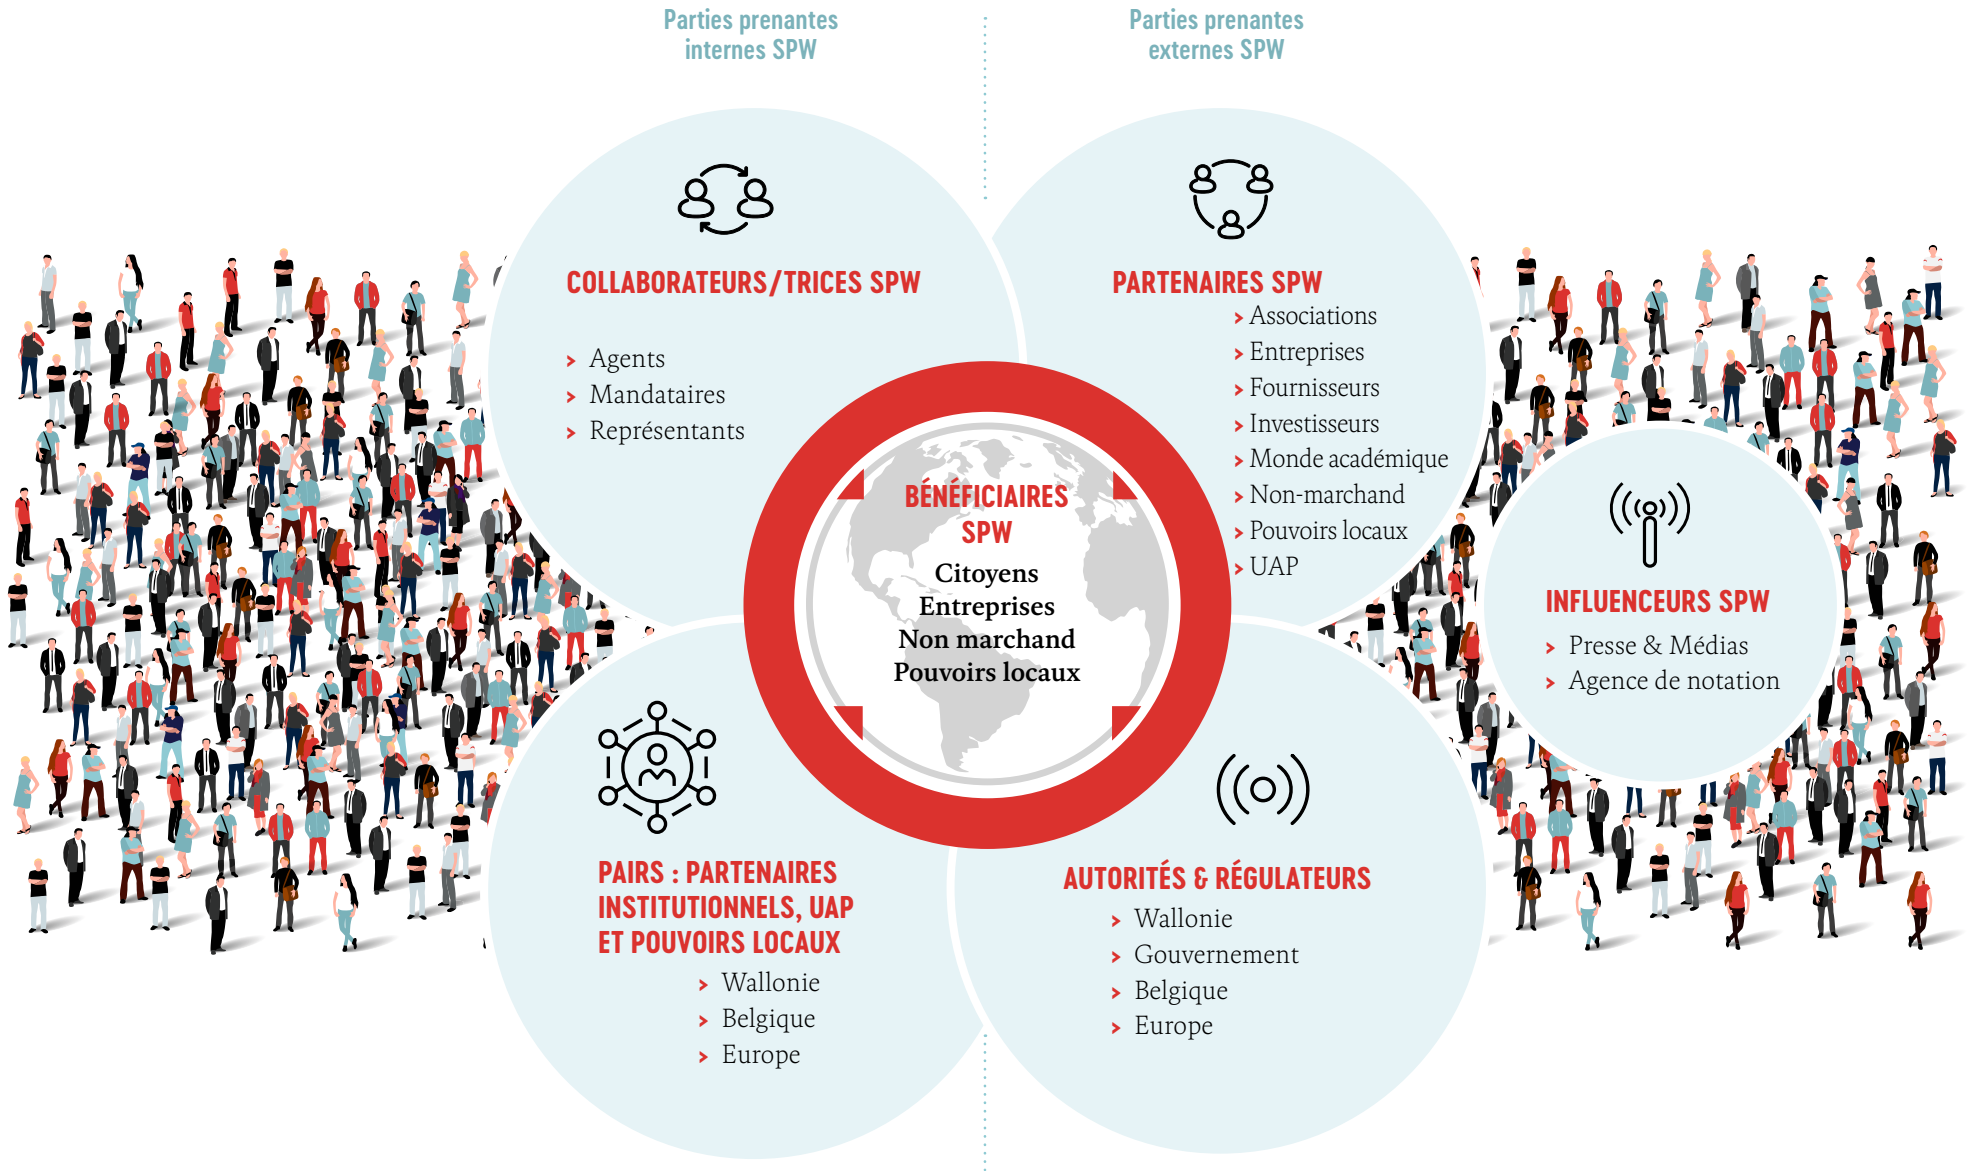 Parties prenantes
internes SPW
Parties prenantes
externes SPW
COLLABORATEURS/TRICES SPW
> Agents
> Mandataires
> Représentants
PARTENAIRES SPW
> Associations
> Entreprises
> Fournisseurs
> Investisseurs
> Monde académique
> Non-marchand
> Pouvoirs locaux
> UAP
BÉNÉFICIAIRES
SPW
Citoyens
Entreprises
Non marchand
Pouvoirs locaux
INFLUENCEURS SPW
> Presse & Médias
> Agence de notation
PAIRS : PARTENAIRES
INSTITUTIONNELS, UAP
ET POUVOIRS LOCAUX
> Wallonie
> Belgique
> Europe
AUTORITÉS & RÉGULATEURS
> Wallonie
> Gouvernement
> Belgique
> Europe